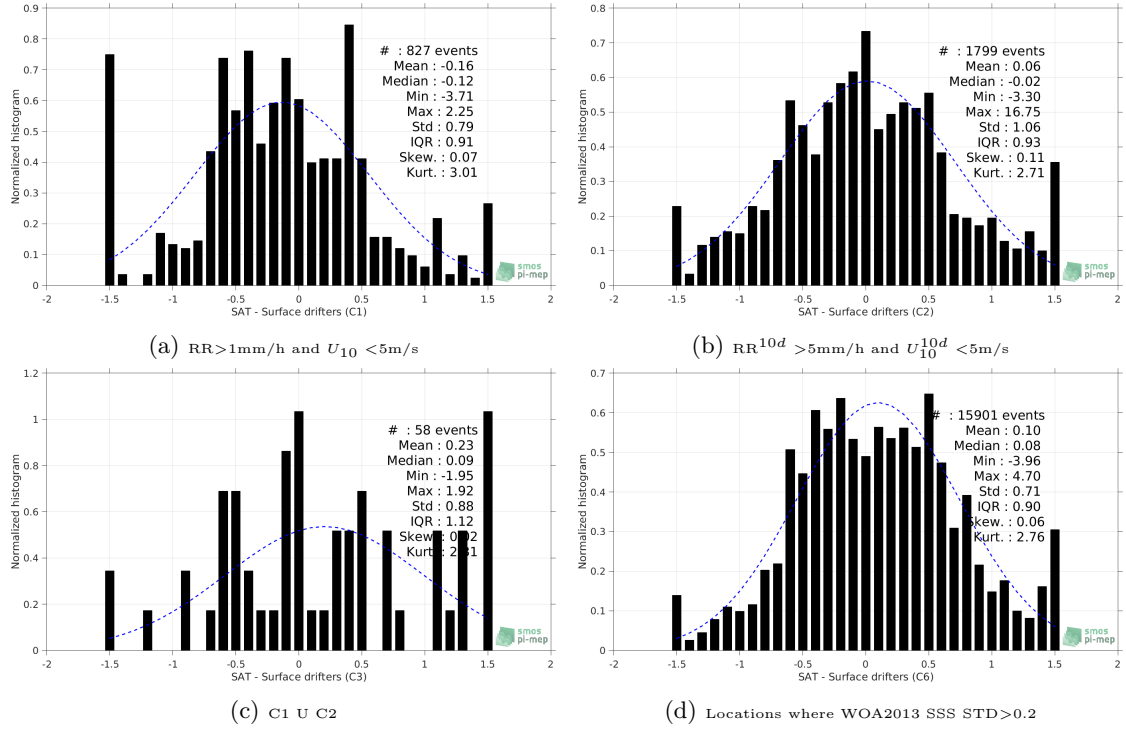 0.9
0.8
0.7
0.6
0.5
0.4
0.3
0.2
0.1
0
Normalized histogram
# : 827 events
Mean : -0.16
Median : -0.12
Min : -3.71
Max : 2.25
Std : 0.79
IQR : 0.91
Skew. : 0.07
Kurt. : 3.01
smos
pi-mep
-2 -1.5 -1 -0.5 0 0.5 1 1.5 2
SAT - Surface drifters (C1)
(a) RR>1mm/h and U10 <5m/s
0.8
0.7
0.6
0.5
0.4
0.3
0.2
0.1
0
Normalized histogram
# : 1799 events
Mean : 0.06
Median : -0.02
Min : -3.30
Max : 16.75
Std : 1.06
IQR : 0.93
Skew. : 0.11
Kurt. : 2.71
smos
pi-mep
-2 -1.5 -1 -0.5 0 0.5 1 1.5 2
SAT - Surface drifters (C2)
(b) RR10d >5mm/h and U10d10 <5m/s
1.2
1
0.8
0.6
0.4
0.2
0
Normalized histogram
# : 58 events
Mean : 0.23
Median : 0.09
Min : -1.95
Max : 1.92
Std : 0.88
IQR : 1.12
Skew. : 0.02
Kurt. : 2.31
smos
pi-mep
-2 -1.5 -1 -0.5 0 0.5 1 1.5 2
SAT - Surface drifters (C3)
(c) C1 U C2
0.7
0.6
0.5
0.4
0.3
0.2
0.1
0
Normalized histogram
# : 15901 events
Mean : 0.10
Median : 0.08
Min : -3.96
Max : 4.70
Std : 0.71
IQR : 0.90
Skew. : 0.06
Kurt. : 2.76
smos
pi-mep
-2 -1.5 -1 -0.5 0 0.5 1 1.5 2
SAT - Surface drifters (C6)
(d) Locations where WOA2013 SSS STD>0.2